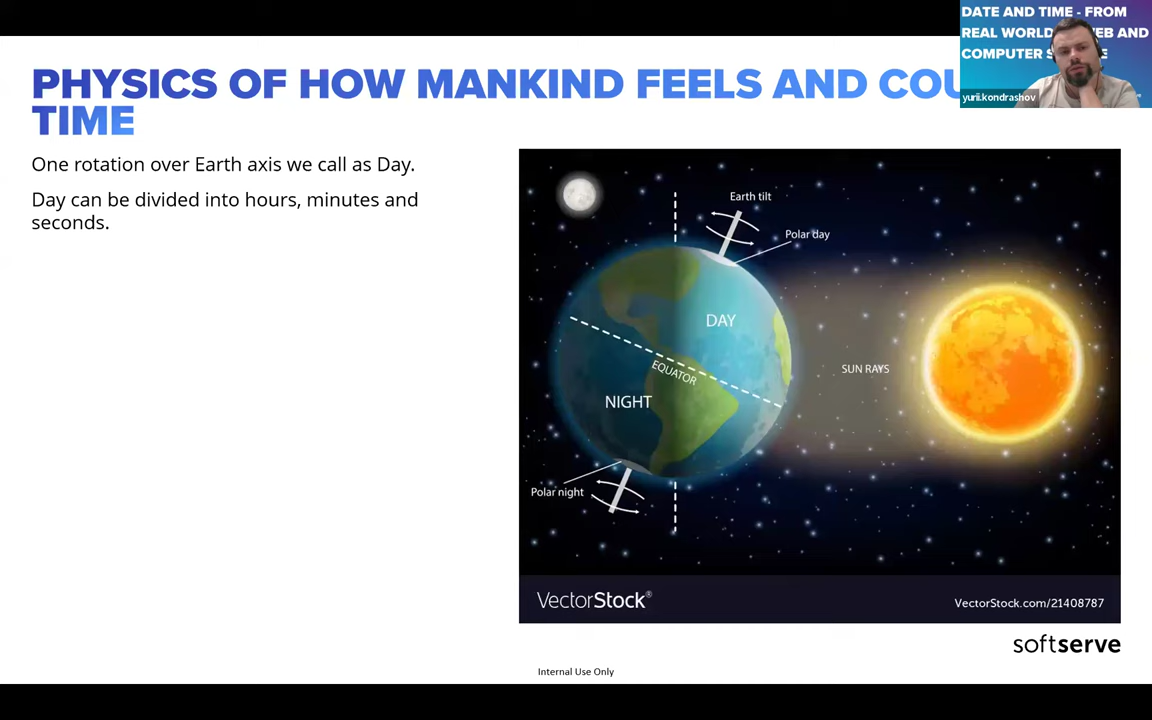 PHYSICS OF HOW MANKIND FEELS AND
TIME
One rotation over Earth axis we call as Day.
Day can be divided into hours, minutes and
seconds.
DATE AND TIME - FROM
REAL WORLD
AND
COMPUTER
yurii.kondrashov
Earth tilt
Polar day
DAY
EQUATOR
SUN RAYS
NIGHT
Polar night
VectorStock®
VectorStock.com/21408787
softserve
Internal Use Only